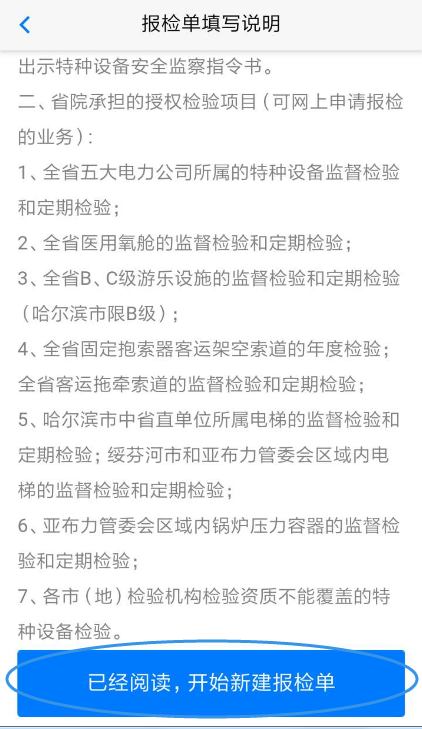 报检单填写说明
出示特种设备安全监察指令书。
二、省院承担的授权检验项目（可网上申请报检
的业务）：
1、全省五大电力公司所属的特种设备监督检验
和定期检验；
2、全省医用氧舱的监督检验和定期检验；
3、全省B、C级游乐设施的监督检验和定期检验
（哈尔滨市限B级）；
4、全省固定抱索器客运架空索道的年度检验；
全省客运拖牵索道的监督检验和定期检验；
5、哈尔滨市中省直单位所属电梯的监督检验和
定期检验；绥芬河市和亚布力管委会区域内电
梯的监督检验和定期检验；
6、亚布力管委会区域内锅炉压力容器的监督检
验和定期检验；
7、各市（地）检验机构检验资质不能覆盖的特
种设备检验。
已经阅读，开始新建报检单